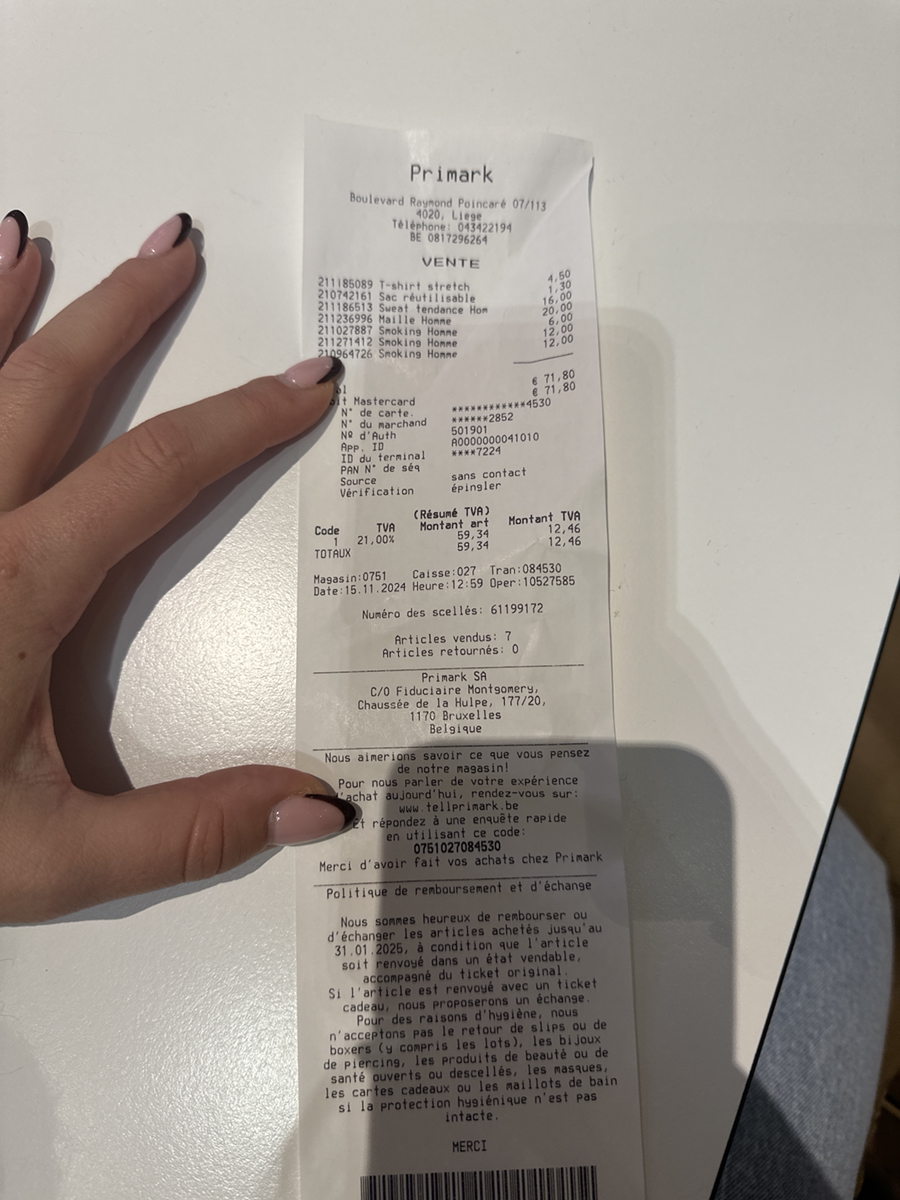 Primark
Boulevard Raymond Poincaré 07/113
4020, Liege
Téléphone: 043422194
BE 0817296264
VENTE
211185089 T-shirt stretch 4,50
210742161 Sac réutilisable 1,30
211186513 Sweat tendance Hom 16,00
211236996 Maille Homme 20,00
211027887 Smoking Homme 6,00
211271412 Smoking Homme 12,00
210964726 Smoking Homme 12,00
€ 71,80
Mastercard € 71,80
N° de carte. ************4530
N° du marchand ******2852
Nº d'Auth 501901
App. ID A0000000041010
ID du terminal ****7224
PAN N° de séq
Source sans contact
Vérification épingler
(Résumé TVA)
Code TVA Montant art Montant TVA
1 21,00% 59,34 12,46
TOTAUX 59,34 12,46
Magasin:0751 Caisse:027 Tran:084530
Date:15.11.2024 Heure:12:59 Oper:10527585
Numéro des scellés: 61199172
Articles vendus: 7
Articles retournés: 0
Primark SA
C/O Fiduciaire Montgomery,
Chaussée de la Hulpe, 177/20,
1170 Bruxelles
Belgique
Nous aimerions savoir ce que vous pensez
de notre magasin!
Pour nous parler de votre expérience
d'achat aujourd'hui, rendez-vous sur:
www.tellprimark.be
Et répondez à une enquête rapide
en utilisant ce code:
0751027084530
Merci d'avoir fait vos achats chez Primark
Politique de remboursement et d'échange
Nous sommes heureux de rembourser ou
d'échanger les articles achetés jusqu'au
31.01.2025, à condition que l'article
soit renvoyé dans un état vendable,
accompagné du ticket original.
Si l'article est renvoyé avec un ticket
cadeau, nous proposerons un échange.
Pour des raisons d'hygiène, nous
n'acceptons pas le retour de slips ou de
boxers (y compris les lots), les bijoux
de piercing, les produits de beauté ou de
santé ouverts ou descellés, les masques,
les cartes cadeaux ou les maillots de bain
si la protection hygiénique n'est pas
intacte.
MERCI